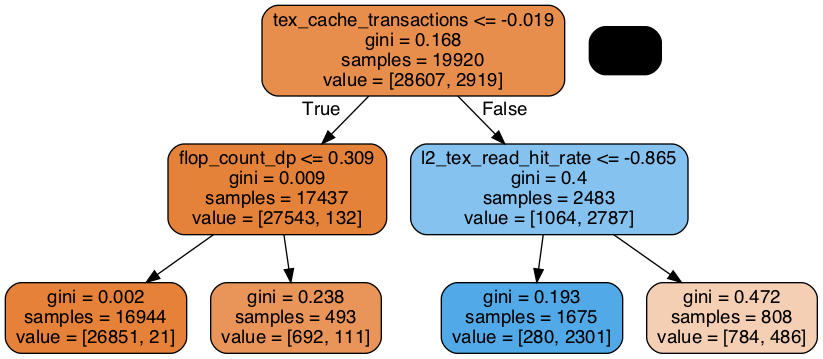 tex_cache_transactions <= -0.019
gini = 0.168
samples = 19920
value = [28607, 2919]
True
False
flop_count_dp <= 0.309
gini = 0.009
samples = 17437
value = [27543, 132]
l2_tex_read_hit_rate <= -0.865
gini = 0.4
samples = 2483
value = [1064, 2787]
gini = 0.002
samples = 16944
value = [26851, 21]
gini = 0.238
samples = 493
value = [692, 111]
gini = 0.193
samples = 1675
value = [280, 2301]
gini = 0.472
samples = 808
value = [784, 486]